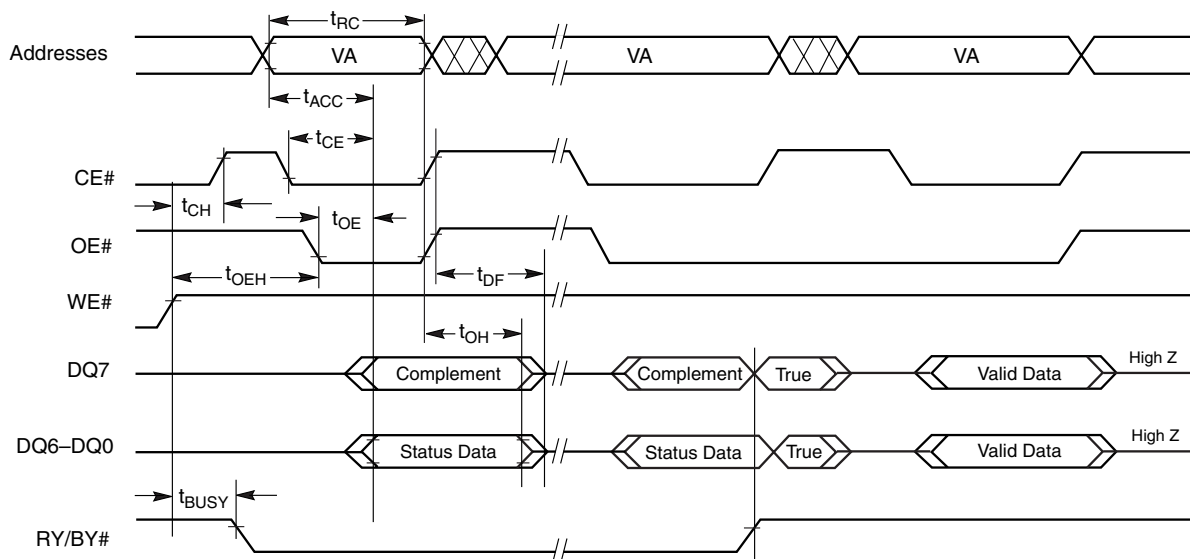 tRC
Addresses VA VA VA
tACC
tCE
CE#
tCH tOE
OE#
tOEH tDF
WE#
tOH
DQ7 Complement Complement True Valid Data High Z
DQ6–DQ0 Status Data Status Data True Valid Data High Z
tBUSY
RY/BY#